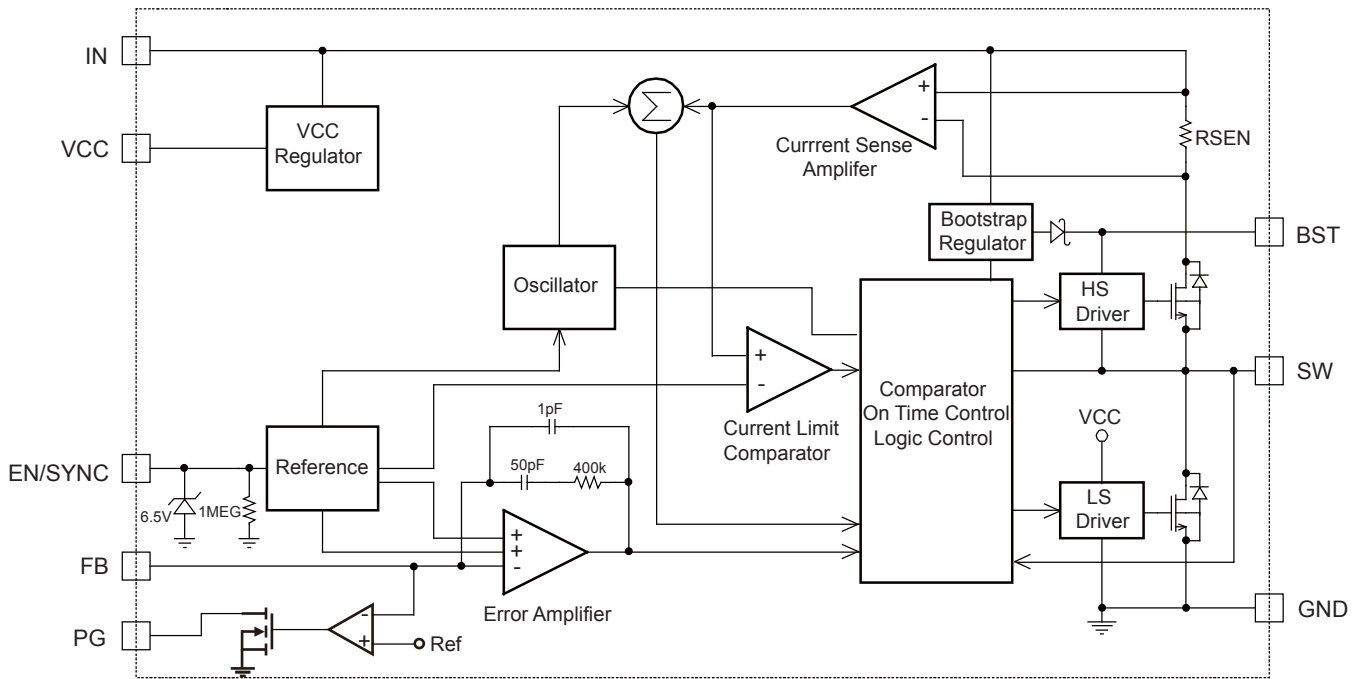 IN
VCC
VCC
Regulator
Σ
+
-
Currrent Sense
Amplifer
RSEN
Bootstrap
Regulator
BST
Oscillator
HS
Driver
+
-
Current Limit
Comparator
Comparator
On Time Control
Logic Control
SW
VCC
1pF
50pF
400k
EN/SYNC
Reference
6.5V
1MEG
LS
Driver
+
+
-
Error Amplifier
FB
PG
-
+
Ref
GND